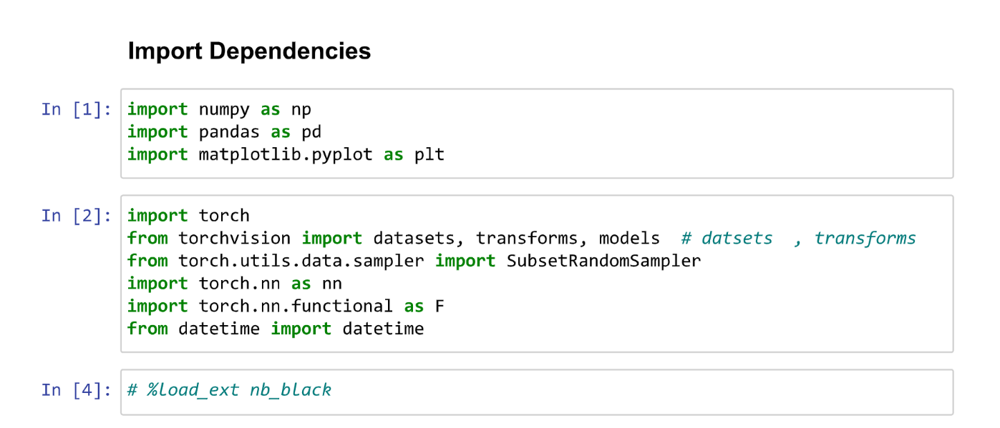 Import Dependencies
In [1]: import numpy as np
import pandas as pd
import matplotlib.pyplot as plt
In [2]: import torch
from torchvision import datasets, transforms, models  # datsets  , transforms
from torch.utils.data.sampler import SubsetRandomSampler
import torch.nn as nn
import torch.nn.functional as F
from datetime import datetime
In [4]: # %load_ext nb_black